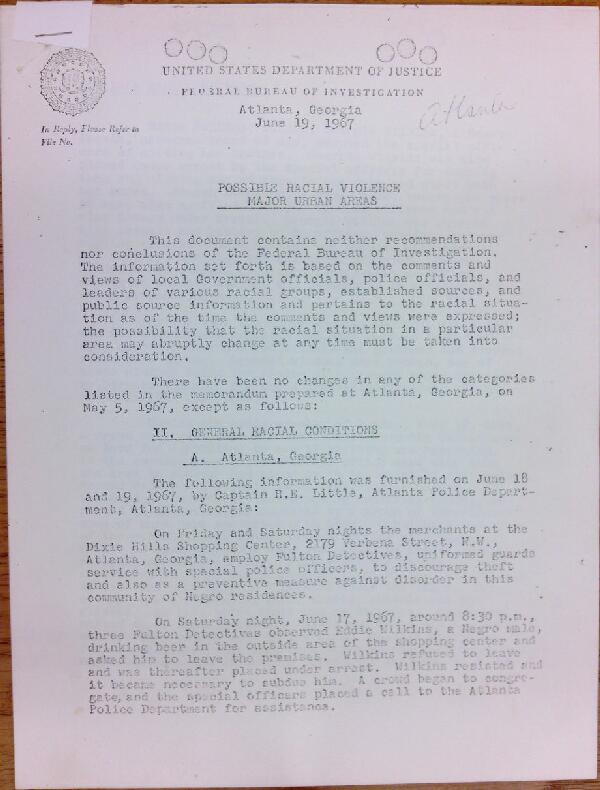 UNITED STATES DEPARTMENT OF JUSTICE
FEDERAL BUREAU OF INVESTIGATION
Atlanta, Georgia
June 19, 1967
Atlanta
In Reply, Please Refer to
File No.
POSSIBLE RACIAL VIOLENCE
MAJOR URBAN AREAS
This document contains neither recommendations
nor conclusions of the Federal Bureau of Investigation.
The information set forth is based on the comments and
views of local Government officials, police officials, and
leaders of various racial groups, established sources, and
public source information and pertains to the racial situa-
tion as of the time the comments and views were expressed;
the possibility that the racial situation in a particular
area may abruptly change at any time must be taken into
consideration.
There have been no changes in any of the categories
listed in the memorandum prepared at Atlanta, Georgia, on
May 5, 1967, except as follows:
II. GENERAL RACIAL CONDITIONS
A. Atlanta, Georgia
The following information was furnished on June 18
and 19, 1967, by Captain R.E. Little, Atlanta Police Depart-
ment, Atlanta, Georgia:
On Friday and Saturday nights the merchants at the
Dixie Hills Shopping Center, 2179 Verbena Street, N.W.,
Atlanta, Georgia, employ Fulton Detectives, uniformed guards
service with special police officers, to discourage theft
and also as a preventive measure against disorder in this
community of Negro residences.
On Saturday night, June 17, 1967, around 8:30 p.m.,
three Fulton Detectives observed Eddie Wilkins, a Negro male,
drinking beer in the outside area of the shopping center and
asked him to leave the premises. Wilkins refused to leave
and was thereafter placed under arrest. Wilkins resisted and
it became necessary to subdue him. A crowd began to congre-
gate, and the special officers placed a call to the Atlanta
Police Department for assistance.